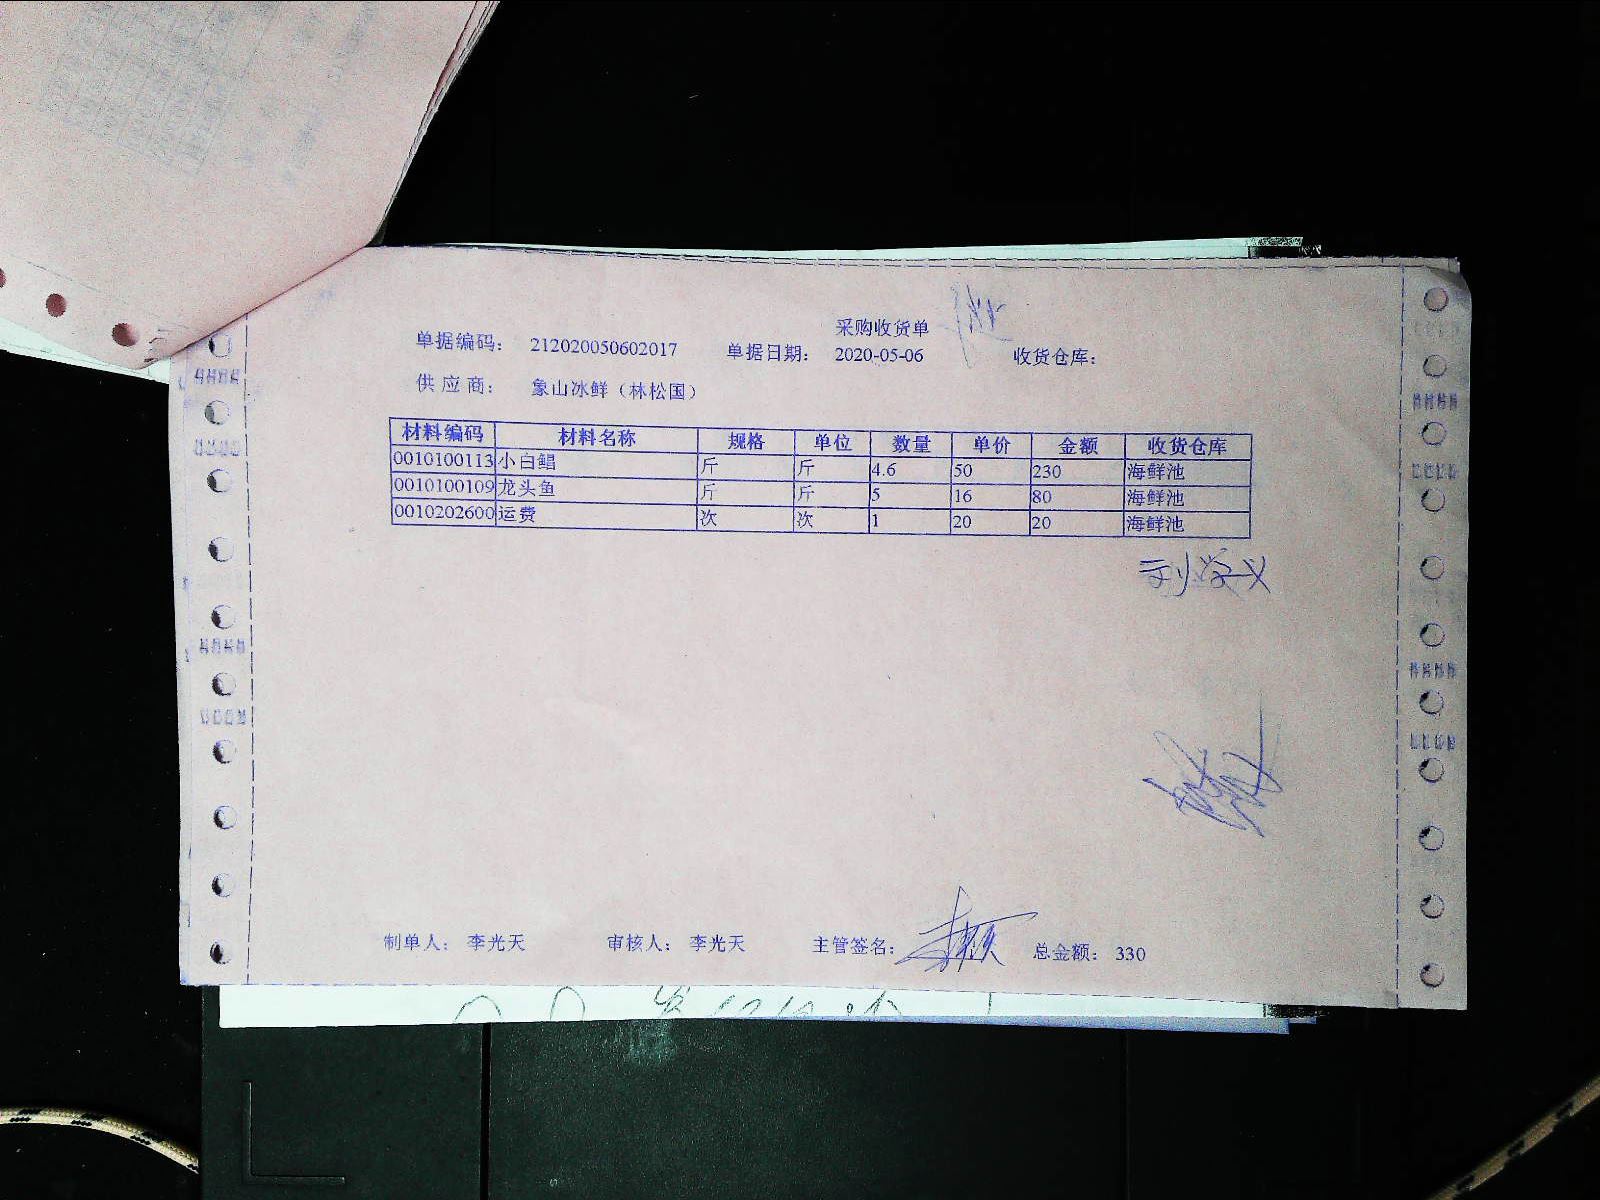 采购收货单
单据编码： 212020050602017 单据日期： 2020-05-06 收货仓库：
供 应 商： 象山冰鲜（林松国）
材料编码 材料名称 规格 单位 数量 单价 金额 收货仓库
0010100113 小白鲳 斤 斤 4.6 50 230 海鲜池
0010100109 龙头鱼 斤 斤 5 16 80 海鲜池
0010202600 运费 次 次 1 20 20 海鲜池
刘学义
制单人： 李光天 审核人： 李光天 主管签名： 总金额： 330